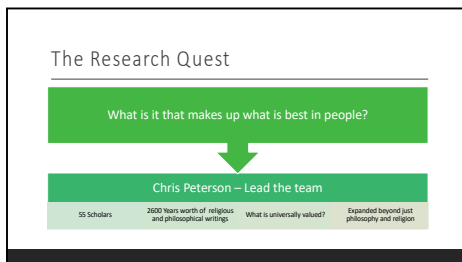 The Research Quest
What is it that makes up what is best in people?
Chris Peterson – Lead the team
55 Scholars
2600 Years worth of religious
and philosophical writings
What is universally valued?
Expanded beyond just
philosophy and religion